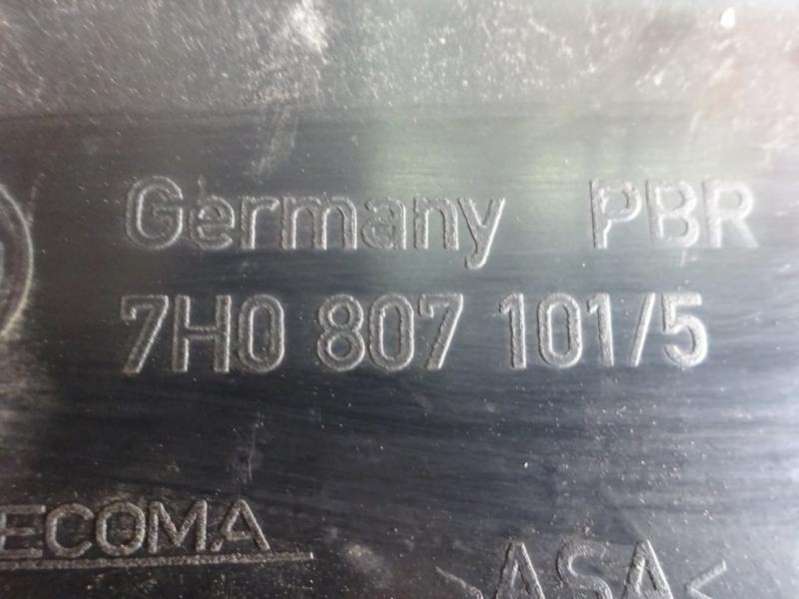 Germany PBR
7H0 807 101/5
ECOMA
>ASA<